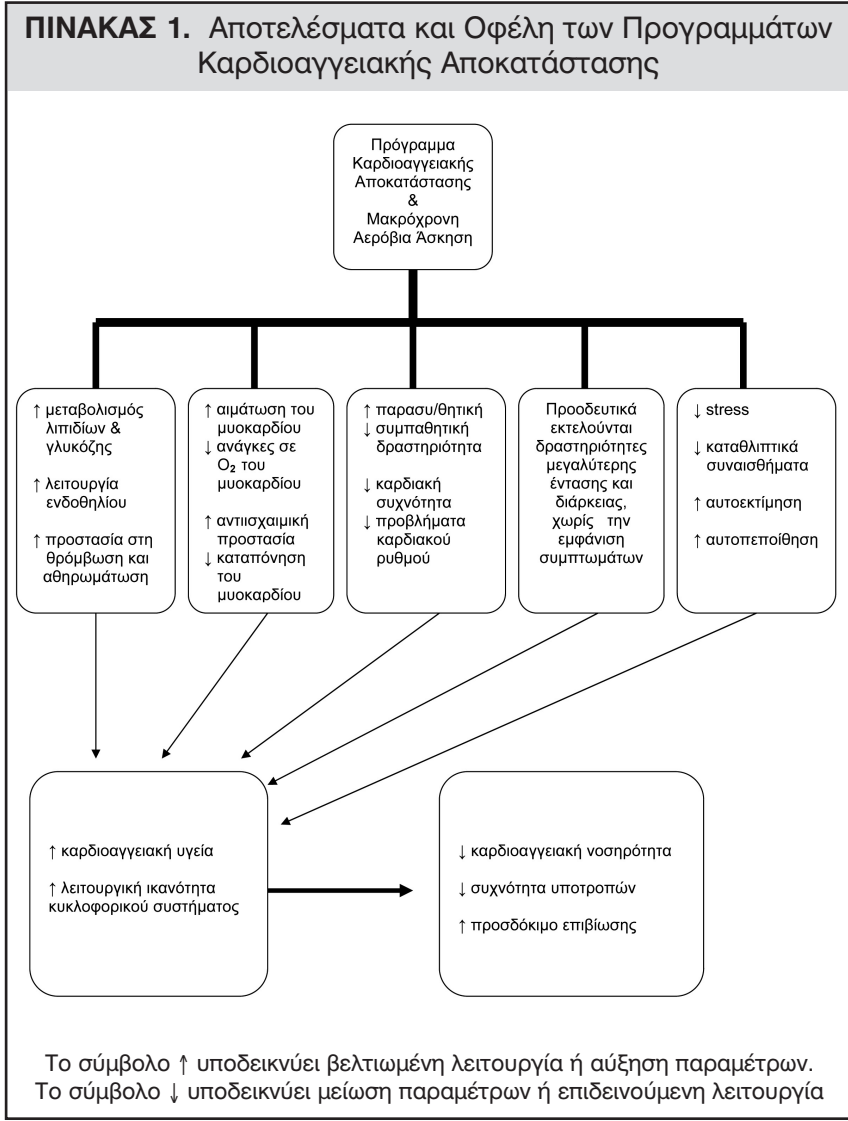 ΠΙΝΑΚΑΣ 1. Αποτελέσματα και Οφέλη των Προγραμμάτων
Καρδιοαγγειακής Αποκατάστασης
Πρόγραμμα
Καρδιοαγγειακής
Αποκατάστασης
&
Μακρόχρονη
Αερόβια Άσκηση
↑ μεταβολισμός
λιπιδίων &
γλυκόζης
↑ λειτουργία
ενδοθηλίου
↑ προστασία στη
θρόμβωση και
αθηρωμάτωση
↑ αιμάτωση του
μυοκαρδίου
↓ ανάγκες σε
O₂ του
μυοκαρδίου
↑ αντιισχαιμική
προστασία
↓ καταπόνηση
του
μυοκαρδίου
↑ παρασυ/θητική
↓ συμπαθητική
δραστηριότητα
↓ καρδιακή
συχνότητα
↓ προβλήματα
καρδιακού
ρυθμού
Προοδευτικά
εκτελούνται
δραστηριότητες
μεγαλύτερης
έντασης και
διάρκειας,
χωρίς την
εμφάνιση
συμπτωμάτων
↓ stress
↓ καταθλιπτικά
συναισθήματα
↑ αυτοεκτίμηση
↑ αυτοπεποίθηση
↑ καρδιοαγγειακή υγεία
↑ λειτουργική ικανότητα
κυκλοφορικού συστήματος
↓ καρδιοαγγειακή νοσηρότητα
↓ συχνότητα υποτροπών
↑ προσδόκιμο επιβίωσης
Το σύμβολο ↑ υποδεικνύει βελτιωμένη λειτουργία ή αύξηση παραμέτρων.
Το σύμβολο ↓ υποδεικνύει μείωση παραμέτρων ή επιδεινούμενη λειτουργία